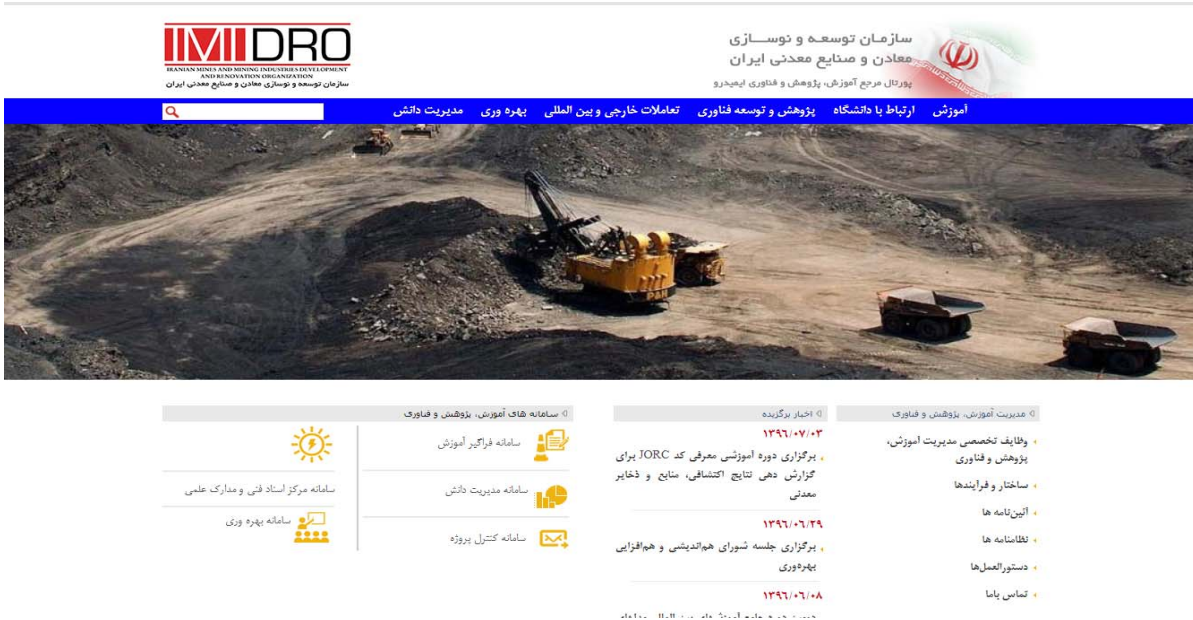 IMIDRO
IRANIAN MINES AND MINING INDUSTRIES DEVELOPMENT
AND RENOVATION ORGANIZATION
سازمان توسعه و نوسازی معادن و صنایع معدنی ایران
سازمـان توسعـه و نوســـازی
معادن و صنایع معدنی ایران
پورتال مرجع آموزش، پژوهش و فناوری ایمیدرو
آموزش ارتباط با دانشگاه پژوهش و توسعه فناوری تعاملات خارجی و بین المللی بهره وری مدیریت دانش
P&H
مدیریت آموزش، پژوهش و فناوری
وظایف تخصصی مدیریت آموزش،
پژوهش و فناوری
ساختار و فرآیندها
آئین‌نامه ها
نظامنامه ها
دستورالعمل‌ها
تماس باما
اخبار برگزیده
۱۳۹۶/۰۷/۰۳
برگزاری دوره آموزشی معرفی کد JORC برای
گزارش دهی نتایج اکتشافی، منابع و ذخایر
معدنی
۱۳۹۶/۰۶/۲۹
برگزاری جلسه شورای هم‌اندیشی و هم‌افزایی
بهره‌وری
۱۳۹۶/۰۶/۰۸
سامانه های آموزش، پژوهش و فناوری
سامانه فراگیر آموزش
سامانه مدیریت دانش
سامانه کنترل پروژه
سامانه مرکز اسناد فنی و مدارک علمی
سامانه بهره وری